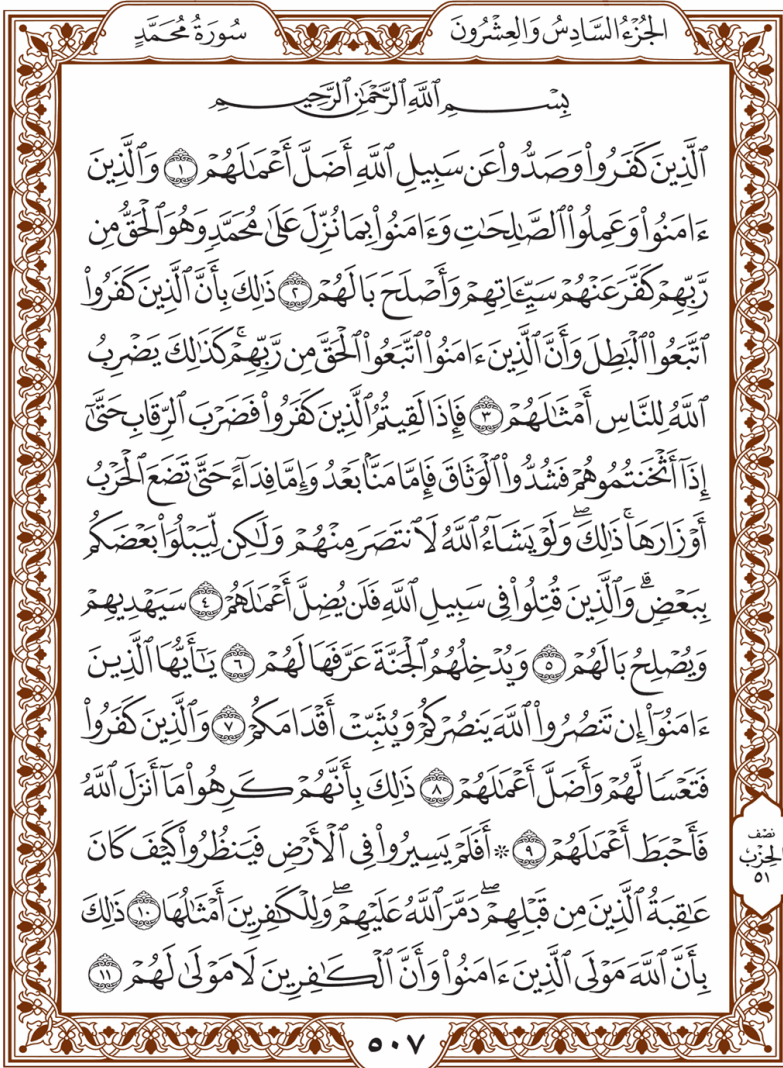 الجُزْءُ السَّادِسُ وَالعِشْرُونَ
سُورَةُ مُحَمَّدٍ
بِسْمِ ٱللَّهِ ٱلرَّحْمَٰنِ ٱلرَّحِيمِ
ٱلَّذِينَ كَفَرُوا۟ وَصَدُّوا۟ عَن سَبِيلِ ٱللَّهِ أَضَلَّ أَعْمَٰلَهُمْ ١ وَٱلَّذِينَ
ءَامَنُوا۟ وَعَمِلُوا۟ ٱلصَّٰلِحَٰتِ وَءَامَنُوا۟ بِمَا نُزِّلَ عَلَىٰ مُحَمَّدٍ وَهُوَ ٱلْحَقُّ مِن
رَّبِّهِمْ كَفَّرَ عَنْهُمْ سَيِّـَٔاتِهِمْ وَأَصْلَحَ بَالَهُمْ ٢ ذَٰلِكَ بِأَنَّ ٱلَّذِينَ كَفَرُوا۟
ٱتَّبَعُوا۟ ٱلْبَٰطِلَ وَأَنَّ ٱلَّذِينَ ءَامَنُوا۟ ٱتَّبَعُوا۟ ٱلْحَقَّ مِن رَّبِّهِمْ ۚ كَذَٰلِكَ يَضْرِبُ
ٱللَّهُ لِلنَّاسِ أَمْثَٰلَهُمْ ٣ فَإِذَا لَقِيتُمُ ٱلَّذِينَ كَفَرُوا۟ فَضَرْبَ ٱلرِّقَابِ حَتَّىٰٓ
إِذَآ أَثْخَنتُمُوهُمْ فَشُدُّوا۟ ٱلْوَثَاقَ فَإِمَّا مَنًّۢا بَعْدُ وَإِمَّا فِدَآءً حَتَّىٰ تَضَعَ ٱلْحَرْبُ
أَوْزَارَهَا ۚ ذَٰلِكَ ۖ وَلَوْ يَشَآءُ ٱللَّهُ لَٱنتَصَرَ مِنْهُمْ وَلَٰكِن لِّيَبْلُوَا۟ بَعْضَكُم
بِبَعْضٍ ۗ وَٱلَّذِينَ قُتِلُوا۟ فِى سَبِيلِ ٱللَّهِ فَلَن يُضِلَّ أَعْمَٰلَهُمْ ٤ سَيَهْدِيهِمْ
وَيُصْلِحُ بَالَهُمْ ٥ وَيُدْخِلُهُمُ ٱلْجَنَّةَ عَرَّفَهَا لَهُمْ ٦ يَٰٓأَيُّهَا ٱلَّذِينَ
ءَامَنُوٓا۟ إِن تَنصُرُوا۟ ٱللَّهَ يَنصُرْكُمْ وَيُثَبِّتْ أَقْدَامَكُمْ ٧ وَٱلَّذِينَ كَفَرُوا۟
فَتَعْسًا لَّهُمْ وَأَضَلَّ أَعْمَٰلَهُمْ ٨ ذَٰلِكَ بِأَنَّهُمْ كَرِهُوا۟ مَآ أَنزَلَ ٱللَّهُ
فَأَحْبَطَ أَعْمَٰلَهُمْ ٩ ۞ أَفَلَمْ يَسِيرُوا۟ فِى ٱلْأَرْضِ فَيَنظُرُوا۟ كَيْفَ كَانَ
عَٰقِبَةُ ٱلَّذِينَ مِن قَبْلِهِمْ ۖ دَمَّرَ ٱللَّهُ عَلَيْهِمْ ۖ وَلِلْكَٰفِرِينَ أَمْثَٰلُهَا ١٠ ذَٰلِكَ
بِأَنَّ ٱللَّهَ مَوْلَى ٱلَّذِينَ ءَامَنُوا۟ وَأَنَّ ٱلْكَٰفِرِينَ لَا مَوْلَىٰ لَهُمْ ١١
نصْف
الحِزْب
٥١
٥٠٧